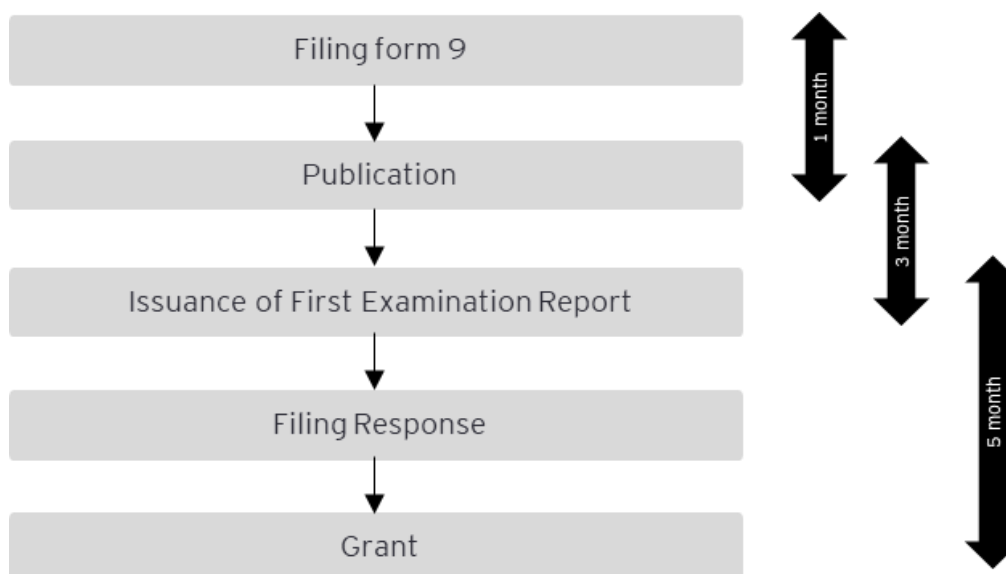 Filing form 9
1 month
Publication
3 month
Issuance of First Examination Report
Filing Response
5 month
Grant